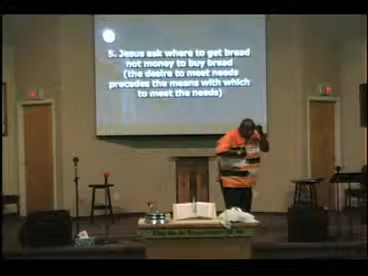 5. Jesus ask where to get bread
not money to buy bread
(the desire to meet needs
precedes the means with which
to meet the needs)